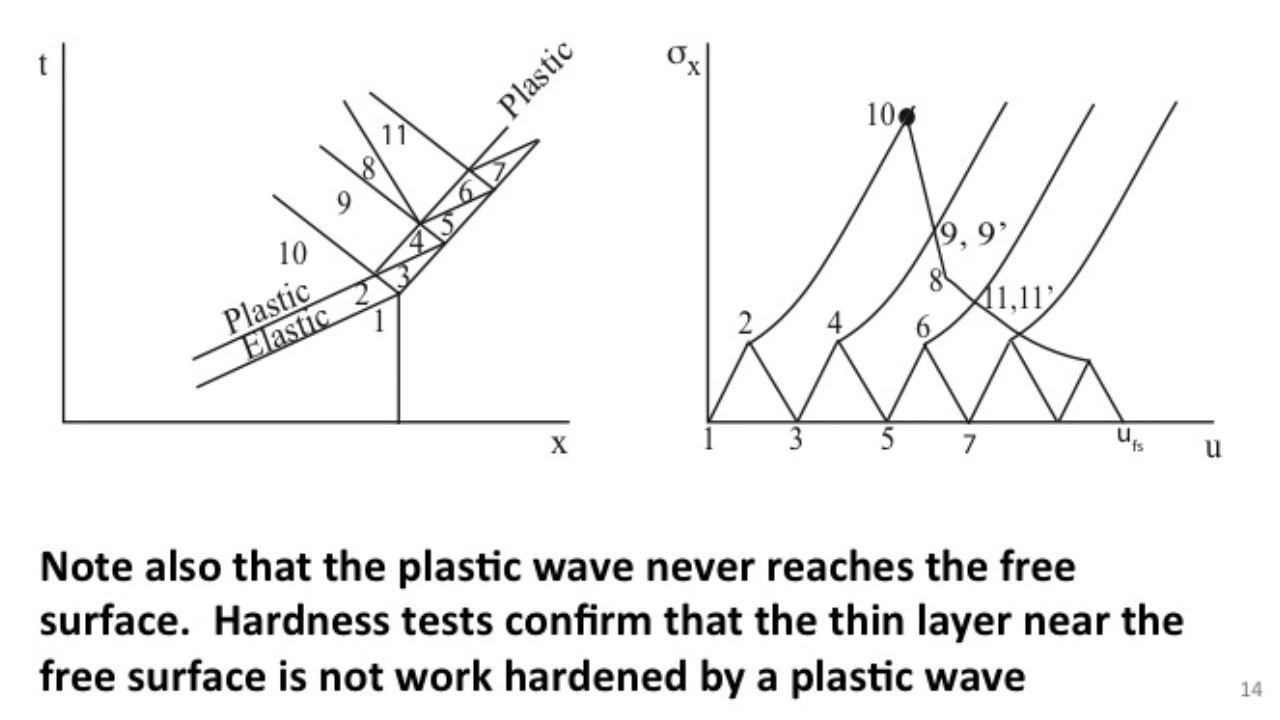 t
Plastic
11
8
7
6
9
5
4
10
3
2
Plastic
Elastic
1
x
σx
10
9, 9’
8
11,11’
2
4
6
1
3
5
7
ufs
u
Note also that the plastic wave never reaches the free
surface. Hardness tests confirm that the thin layer near the
free surface is not work hardened by a plastic wave
14